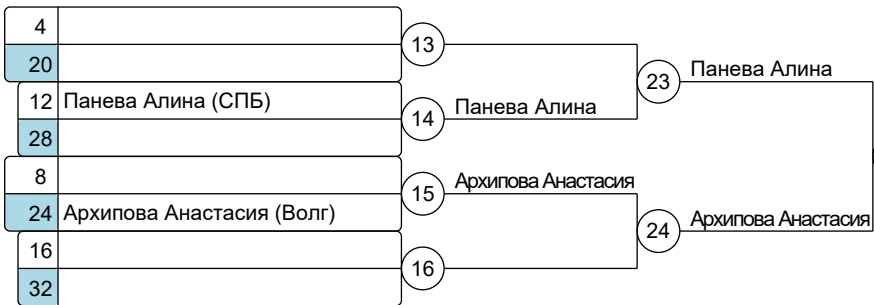 4
13
20
23 Панева Алина
12 Панева Алина (СПБ)
14 Панева Алина
28
8
15 Архипова Анастасия
24 Архипова Анастасия (Волг)
24 Архипова Анастасия
16
16
32